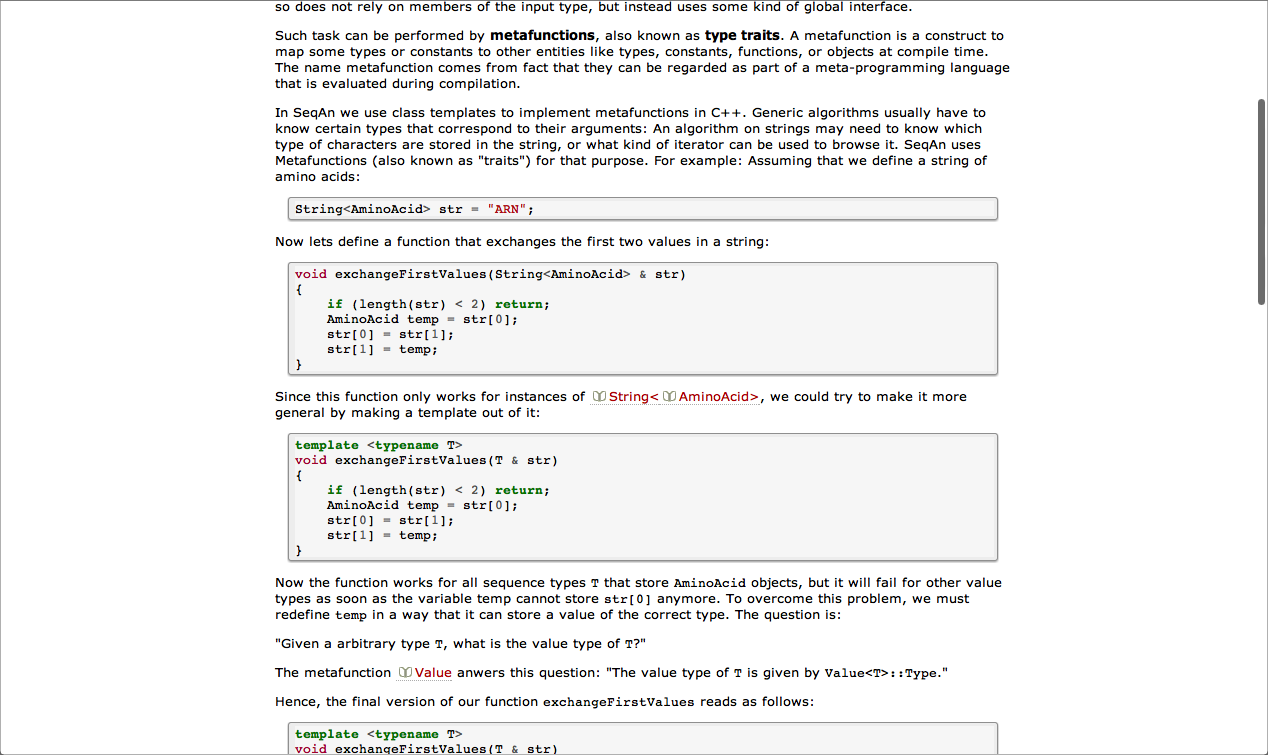 so does not rely on members of the input type, but instead uses some kind of global interface.
Such task can be performed by metafunctions, also known as type traits. A metafunction is a construct to
map some types or constants to other entities like types, constants, functions, or objects at compile time.
The name metafunction comes from fact that they can be regarded as part of a meta-programming language
that is evaluated during compilation.
In SeqAn we use class templates to implement metafunctions in C++. Generic algorithms usually have to
know certain types that correspond to their arguments: An algorithm on strings may need to know which
type of characters are stored in the string, or what kind of iterator can be used to browse it. SeqAn uses
Metafunctions (also known as "traits") for that purpose. For example: Assuming that we define a string of
amino acids:
String<AminoAcid> str = "ARN";
Now lets define a function that exchanges the first two values in a string:
void exchangeFirstValues(String<AminoAcid> & str)
{
    if (length(str) < 2) return;
    AminoAcid temp = str[0];
    str[0] = str[1];
    str[1] = temp;
}
Since this function only works for instances of String< AminoAcid>, we could try to make it more
general by making a template out of it:
template <typename T>
void exchangeFirstValues(T & str)
{
    if (length(str) < 2) return;
    AminoAcid temp = str[0];
    str[0] = str[1];
    str[1] = temp;
}
Now the function works for all sequence types T that store AminoAcid objects, but it will fail for other value
types as soon as the variable temp cannot store str[0] anymore. To overcome this problem, we must
redefine temp in a way that it can store a value of the correct type. The question is:
"Given a arbitrary type T, what is the value type of T?"
The metafunction Value anwers this question: "The value type of T is given by Value<T>::Type."
Hence, the final version of our function exchangeFirstValues reads as follows:
template <typename T>
void exchangeFirstValues(T & str)